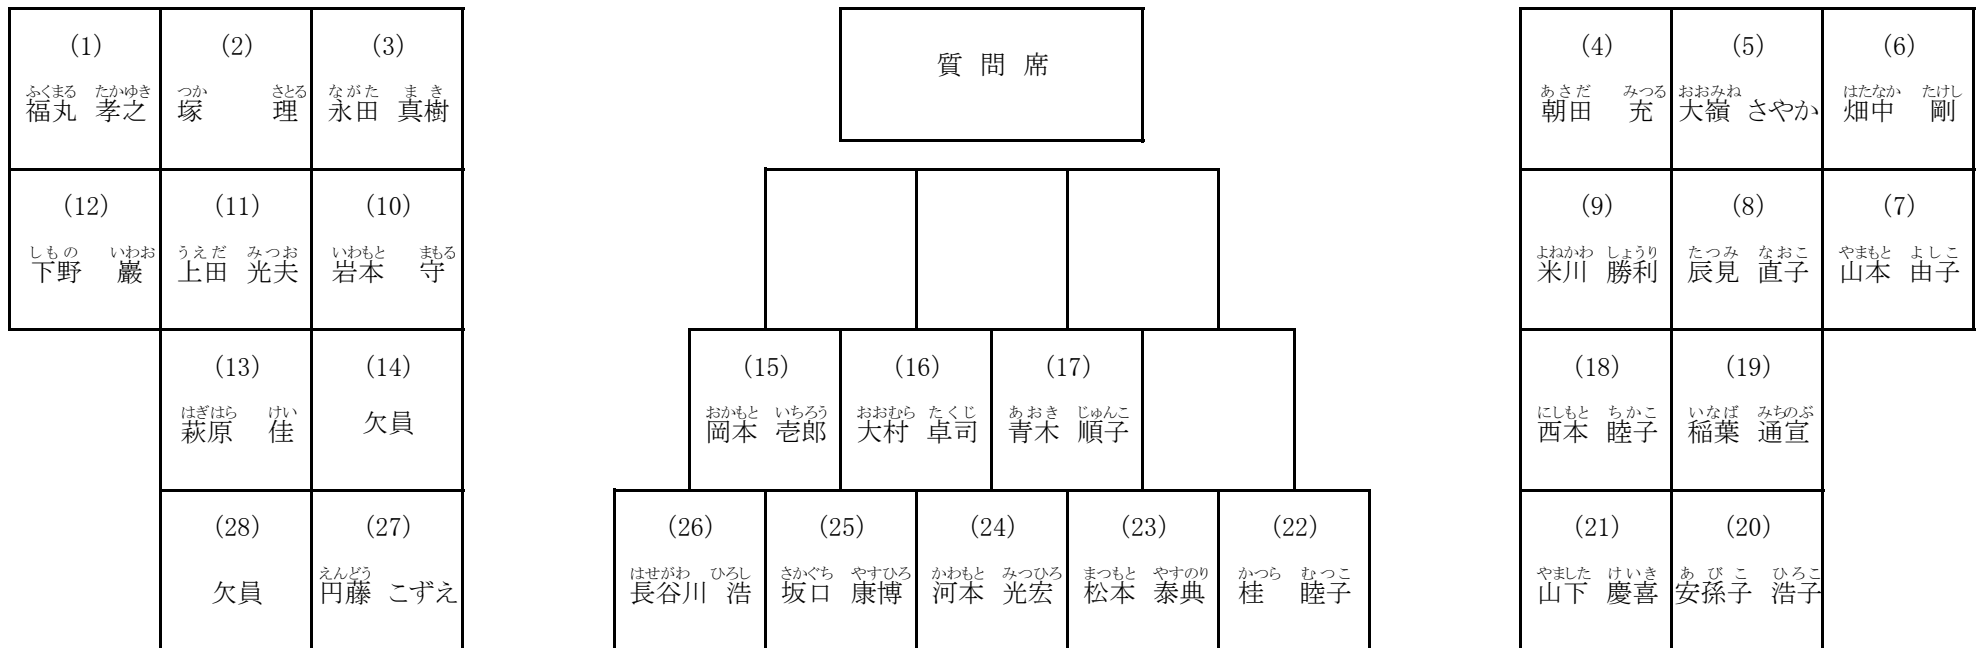 (1) (2) (3)
ふくまる たかゆき つか さとる ながた まき
福丸 孝之 塚 理 永田 真樹
質問席
(4) (5) (6)
あさだ みつる おおみね はたなか たけし
朝田 充 大嶺 さやか 畑中 剛
(12) (11) (10)
しもの いわお うえだ みつお いわもと まもる
下野 巖 上田 光夫 岩本 守
(9) (8) (7)
よねかわ しょうり たつみ なおこ やまもと よしこ
米川 勝利 辰見 直子 山本 由子
(13) (14)
はぎはら けい
萩原 佳 欠員
(15) (16) (17)
おかもと いちろう おおむら たくじ あおき じゅんこ
岡本 壱郎 大村 卓司 青木 順子
(18) (19)
にしもと ちかこ いなば みちのぶ
西本 睦子 稲葉 通宣
(28) (27)
えんどう
欠員 円藤 こずえ
(26) (25) (24) (23) (22)
はせがわ ひろし さかぐち やすひろ かわもと みつひろ まつもと やすのり かつら むつこ
長谷川 浩 坂口 康博 河本 光宏 松本 泰典 桂 睦子
(21) (20)
やました けいき あびこ ひろこ
山下 慶喜 安孫子 浩子